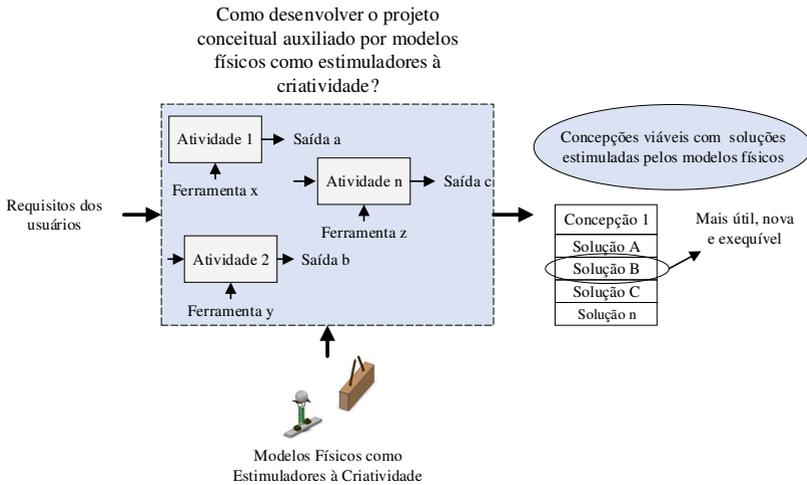 Como desenvolver o projeto
conceitual auxiliado por modelos
físicos como estimuladores à
criatividade?
Atividade 1
Saída a
Ferramenta x
Atividade n
Saída c
Ferramenta z
Atividade 2
Saída b
Ferramenta y
Requisitos dos
usuários
Concepções viáveis com soluções
estimuladas pelos modelos físicos
Concepção 1
Solução A
Solução B
Solução C
Solução n
Mais útil, nova
e exequível
Modelos Físicos como
Estimuladores à Criatividade